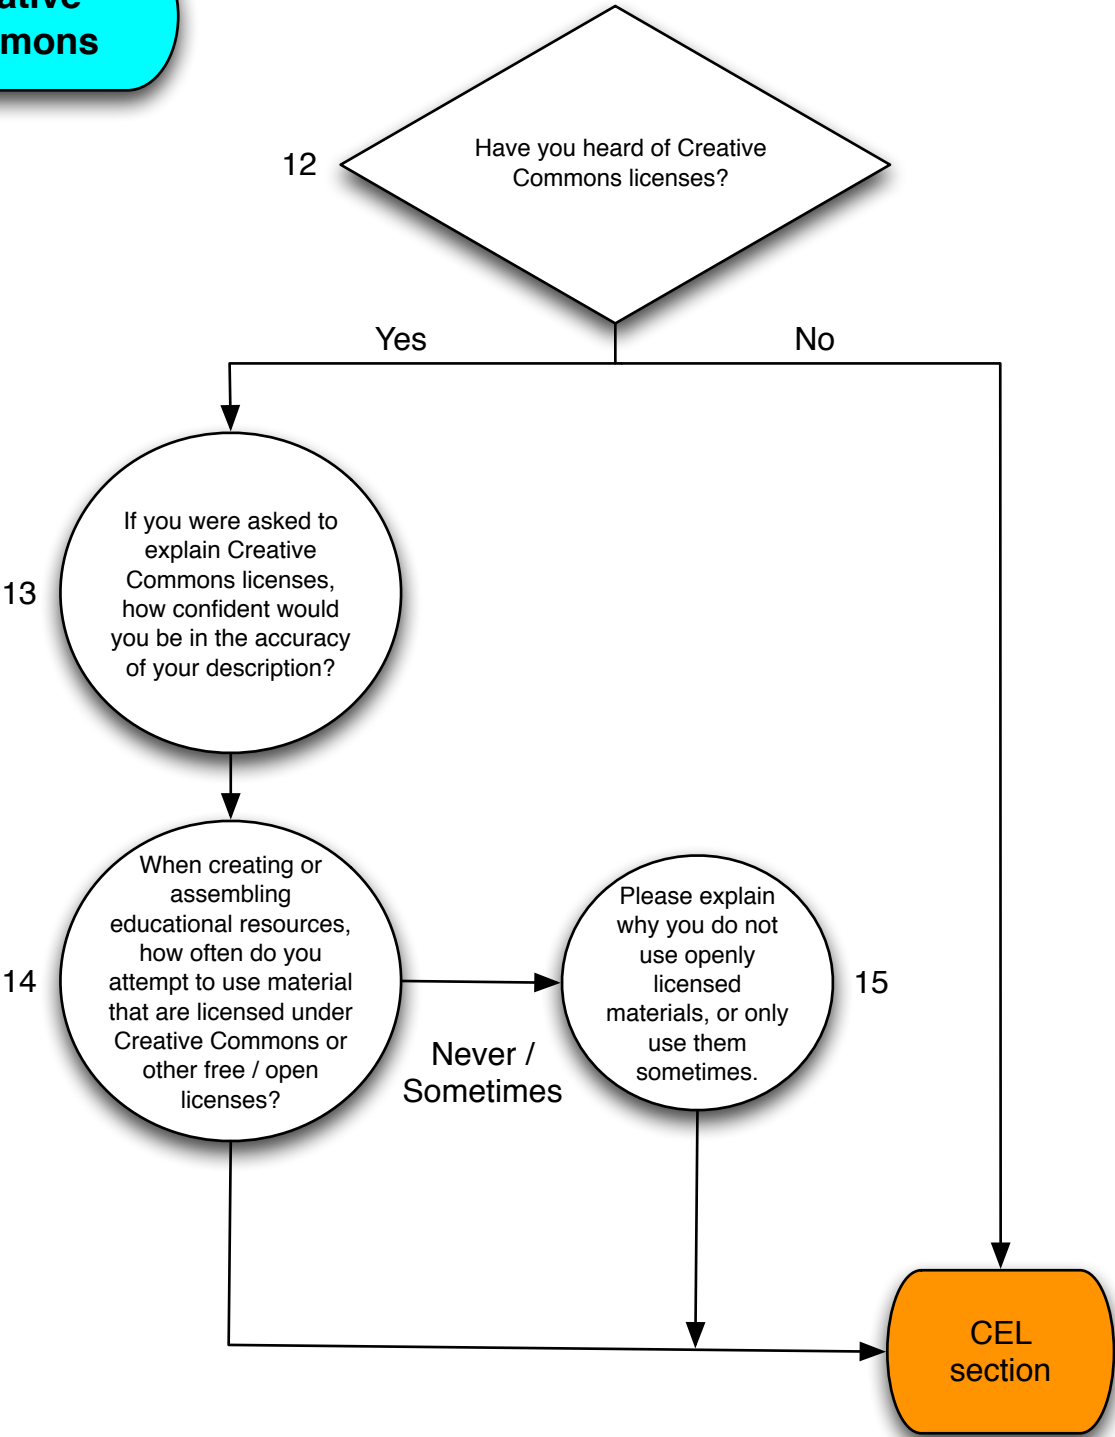 mons
12
Have you heard of Creative
Commons licenses?
Yes
No
13
If you were asked to
explain Creative
Commons licenses,
how confident would
you be in the accuracy
of your description?
14
When creating or
assembling
educational resources,
how often do you
attempt to use material
that are licensed under
Creative Commons or
other free / open
licenses?
Never /
Sometimes
Please explain
why you do not
use openly
licensed
materials, or only
use them
sometimes.
15
CEL
section